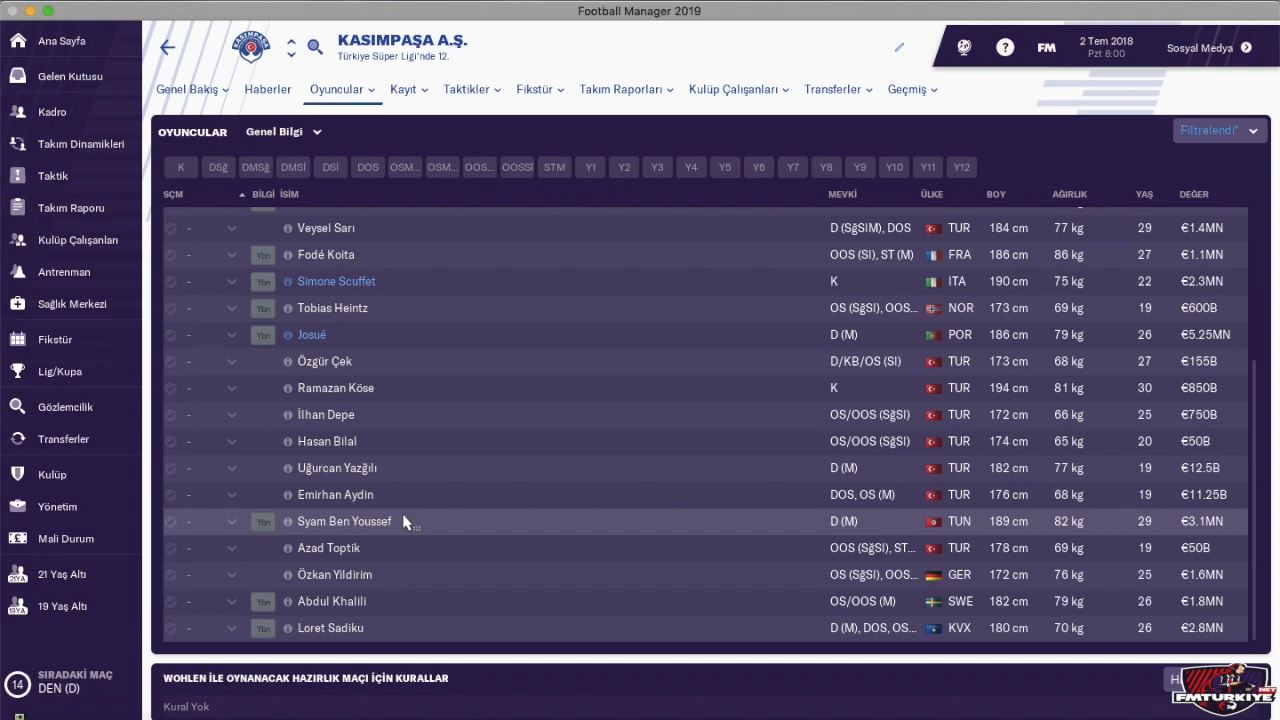 Football Manager 2019
Ana Sayfa
Gelen Kutusu
Kadro
Takım Dinamikleri
Taktik
Takım Raporu
Kulüp Çalışanları
Antrenman
Sağlık Merkezi
Fikstür
Lig/Kupa
Gözlemcilik
Transferler
Kulüp
Yönetim
Mali Durum
21YA 21 Yaş Altı
19YA 19 Yaş Altı
14 SIRADAKİ MAÇ
DEN (D)
KASIMPAŞA A.Ş.
Türkiye Süper Ligi'nde 12.
? FM 2 Tem 2018 Sosyal Medya
Pzt 8:00
Genel Bakış Haberler Oyuncular Kayıt Taktikler Fikstür Takım Raporları Kulüp Çalışanları Transferler Geçmiş
OYUNCULAR Genel Bilgi Filtrelendi*
K DSğ DMSğ DMSl DSl DOS OSM... OSM... OOS... OOSSl STM Y1 Y2 Y3 Y4 Y5 Y6 Y7 Y8 Y9 Y10 Y11 Y12
SÇM BİLGİ İSİM MEVKİ ÜLKE BOY AĞIRLIK YAŞ DEĞER
- Veysel Sarı D (SğSlM), DOS TUR 184 cm 77 kg 29 €1.4MN
- Ybn Fodé Koita OOS (Sl), ST (M) FRA 186 cm 86 kg 27 €1.1MN
- Ybn Simone Scuffet K ITA 190 cm 75 kg 22 €2.3MN
- Ybn Tobias Heintz OS (SğSl), OOS... NOR 173 cm 69 kg 19 €600B
- Ybn Josué D (M) POR 186 cm 79 kg 26 €5.25MN
- Özgür Çek D/KB/OS (Sl) TUR 173 cm 68 kg 27 €155B
- Ramazan Köse K TUR 194 cm 81 kg 30 €850B
- İlhan Depe OS/OOS (SğSl) TUR 172 cm 66 kg 25 €750B
- Hasan Bilal OS/OOS (SğSl) TUR 174 cm 65 kg 20 €50B
- Uğurcan Yazğılı D (M) TUR 182 cm 77 kg 19 €12.5B
- Emirhan Aydin DOS, OS (M) TUR 176 cm 68 kg 19 €11.25B
- Ybn Syam Ben Youssef D (M) TUN 189 cm 82 kg 29 €3.1MN
- Azad Toptik OOS (SğSl), ST... TUR 178 cm 69 kg 19 €50B
- Özkan Yildirim OS (SğSl), OOS... GER 172 cm 76 kg 25 €1.6MN
- Ybn Abdul Khalili OS/OOS (M) SWE 182 cm 79 kg 26 €1.8MN
- Ybn Loret Sadiku D (M), DOS, OS... KVX 180 cm 70 kg 26 €2.8MN
WOHLEN İLE OYNANACAK HAZIRLIK MAÇI İÇİN KURALLAR
Kural Yok
FMTURKIYE.NET